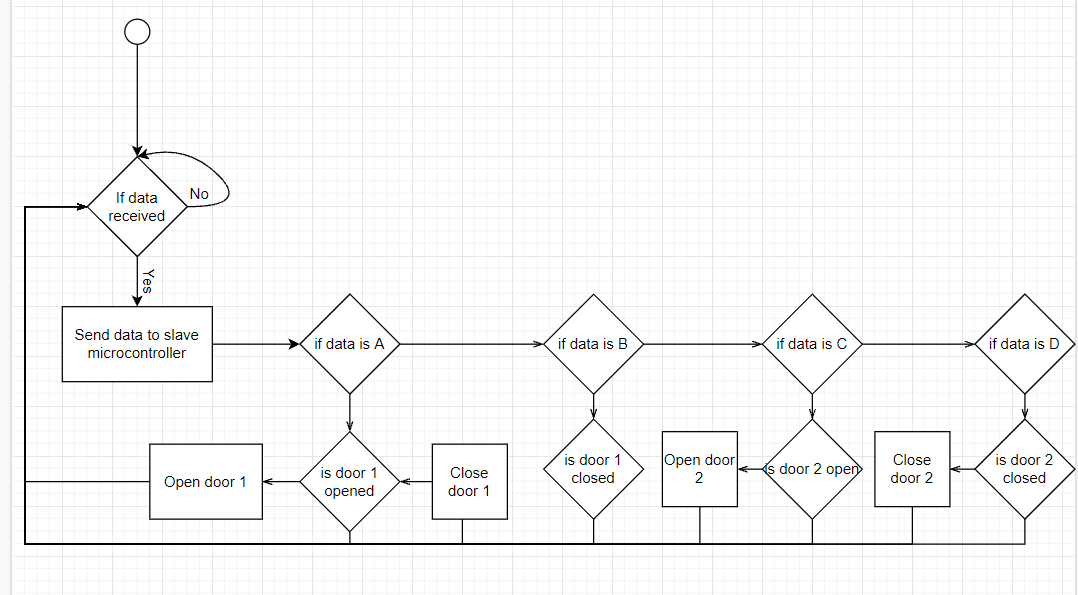 If data
received
No
Yes
Send data to slave
microcontroller
if data is A
if data is B
if data is C
if data is D
Open door 1
is door 1
opened
Close
door 1
is door 1
closed
Open door
2
is door 2 open
Close
door 2
is door 2
closed